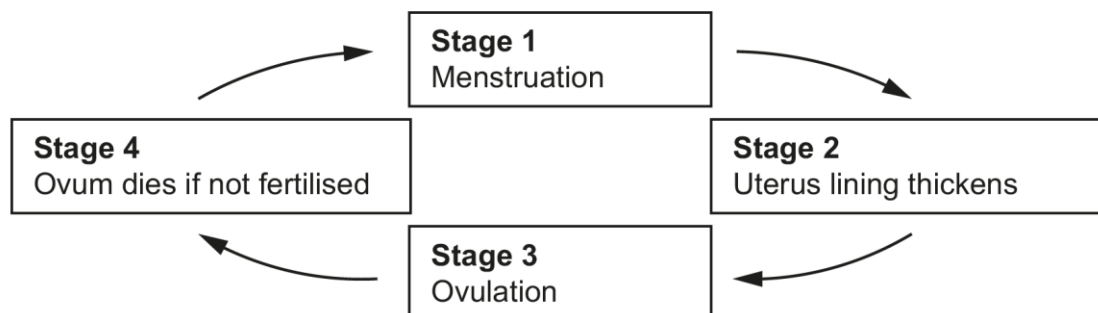 Stage 1
Menstruation
Stage 2
Uterus lining thickens
Stage 3
Ovulation
Stage 4
Ovum dies if not fertilised